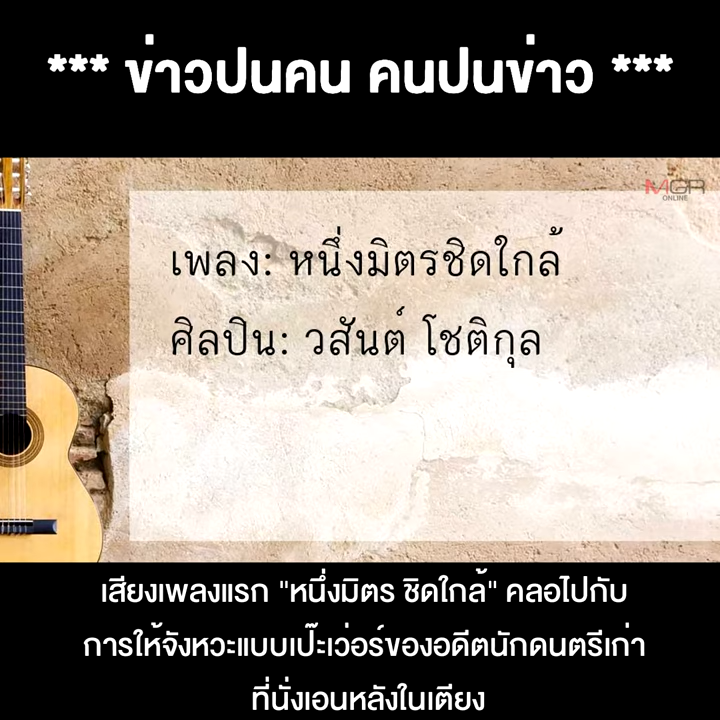 *** ข่าวปนคน คนปนข่าว ***
MGR
ONLINE
เพลง: หนึ่งมิตรชิดใกล้
ศิลปิน: วสันต์ โชติกุล
เสียงเพลงแรก "หนึ่งมิตร ชิดใกล้" คลอไปกับ
การให้จังหวะแบบเป๊ะเว่อร์ของอดีตนักดนตรีเก่า
ที่นั่งเอนหลังในเตียง